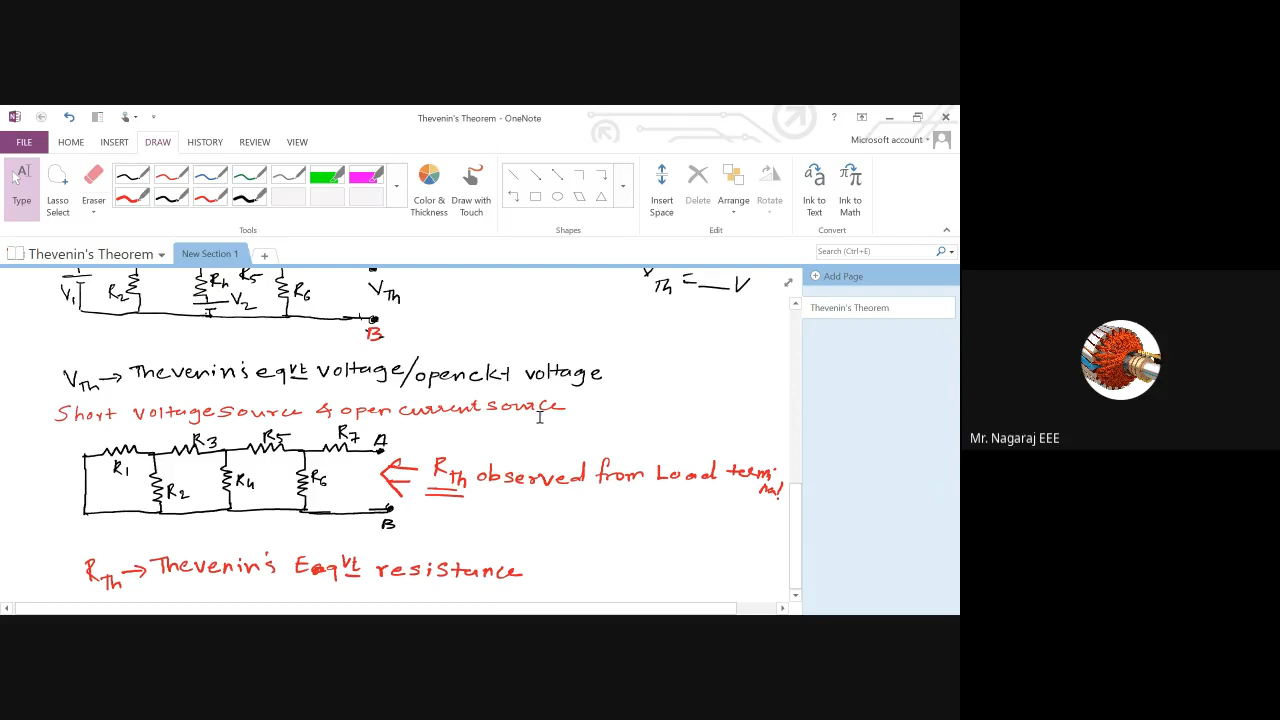 Thevenin's Theorem - OneNote
?
FILE
HOME
INSERT
DRAW
HISTORY
REVIEW
VIEW
Microsoft account
Type
Lasso Select
Eraser
Color & Thickness
Draw with Touch
Insert Space
Delete
Arrange
Rotate
Ink to Text
Ink to Math
Tools
Shapes
Edit
Convert
Thevenin's Theorem
New Section 1
Search (Ctrl+E)
Add Page
Thevenin's Theorem
V1 R2 R4 R5 V2 R6 VTh
B
VTh = __ V
VTh → Thevenin's eqvt voltage/open ckt voltage
Short voltage source & open current source
R1 R3 R5 R7 A
R2 R4 R6
B
RTh observed from Load terminal
RTh → Thevenin's Eeqvt resistance
Mr. Nagaraj EEE